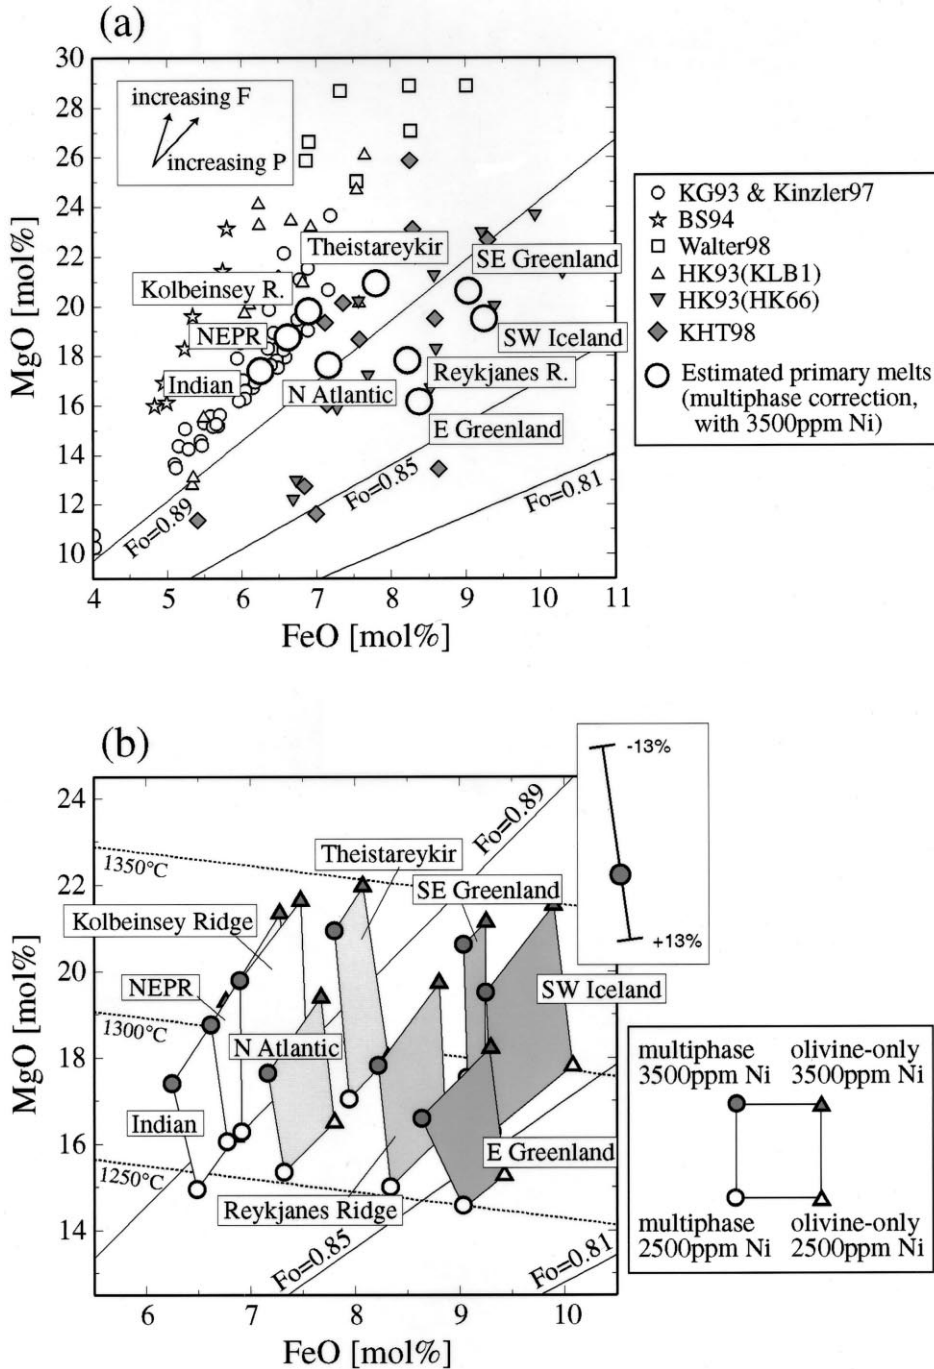 (a)
30
28
26
24
22
20
18
16
14
12
10
MgO [mol%]
increasing F
increasing P
Theistareykir
SE Greenland
Kolbeinsey R.
NEPR
SW Iceland
Indian
N Atlantic
Reykjanes R.
E Greenland
Fo=0.89
Fo=0.85
Fo=0.81
4 5 6 7 8 9 10 11
FeO [mol%]
KG93 & Kinzler97
BS94
Walter98
HK93(KLB1)
HK93(HK66)
KHT98
Estimated primary melts
(multiphase correction,
with 3500ppm Ni)
(b)
24
22
20
18
16
14
MgO [mol%]
-13%
+13%
Fo=0.89
Theistareykir
1350°C
SE Greenland
Kolbeinsey Ridge
NEPR
SW Iceland
1300°C
N Atlantic
Indian
E Greenland
1250°C
Reykjanes Ridge
Fo=0.85
Fo=0.81
6 7 8 9 10
FeO [mol%]
multiphase olivine-only
3500ppm Ni 3500ppm Ni
multiphase olivine-only
2500ppm Ni 2500ppm Ni